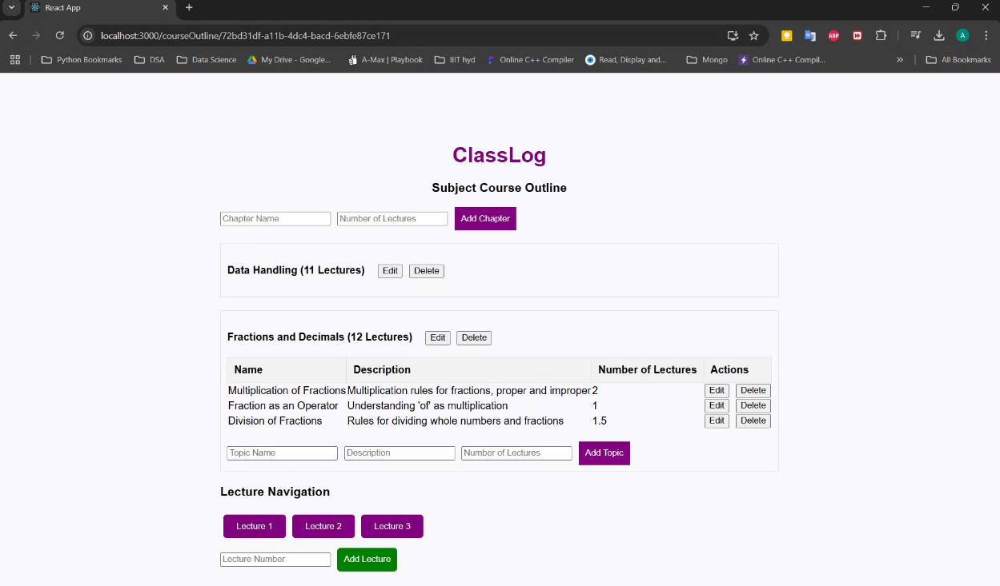 React App
localhost:3000/courseOutline/72bd31df-a11b-4dc4-bacd-6ebfe87ce171
ABP
A
Python Bookmarks DSA Data Science My Drive - Google... A-Max | Playbook IIIT hyd Online C++ Compiler Read, Display and... Mongo Online C++ Compil... » All Bookmarks
ClassLog
Subject Course Outline
Chapter Name Number of Lectures Add Chapter
Data Handling (11 Lectures) Edit Delete
Fractions and Decimals (12 Lectures) Edit Delete
Name Description Number of Lectures Actions
Multiplication of Fractions Multiplication rules for fractions, proper and improper 2 Edit Delete
Fraction as an Operator Understanding 'of' as multiplication 1 Edit Delete
Division of Fractions Rules for dividing whole numbers and fractions 1.5 Edit Delete
Topic Name Description Number of Lectures Add Topic
Lecture Navigation
Lecture 1 Lecture 2 Lecture 3
Lecture Number Add Lecture